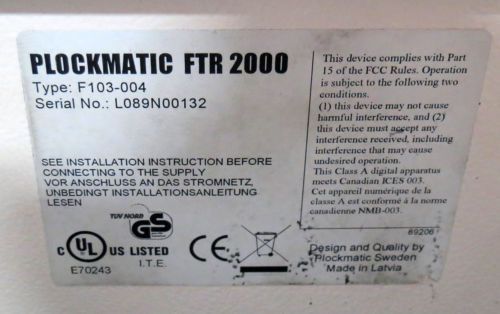 PLOCKMATIC FTR 2000
Type: F103-004
Serial No.: L089N00132
SEE INSTALLATION INSTRUCTION BEFORE
CONNECTING TO THE SUPPLY
VOR ANSCHLUSS AN DAS STROMNETZ,
UNBEDINGT INSTALLATIONSANLEITUNG
LESEN
TUV NORD
GS
C UL US LISTED
I.T.E.
E70243
CE
This device complies with Part
15 of the FCC Rules. Operation
is subject to the following two
conditions.
(1) this device may not cause
harmful interference, and (2)
this device must accept any
interference received, including
interference that may cause
undesired operation.
This Class A digital apparatus
meets Canadian ICES 003.
Cet appareil numérique de la
classe A est conformé à la norme
canadienne NMB-003.
69206
Design and Quality by
Plockmatic Sweden
Made in Latvia